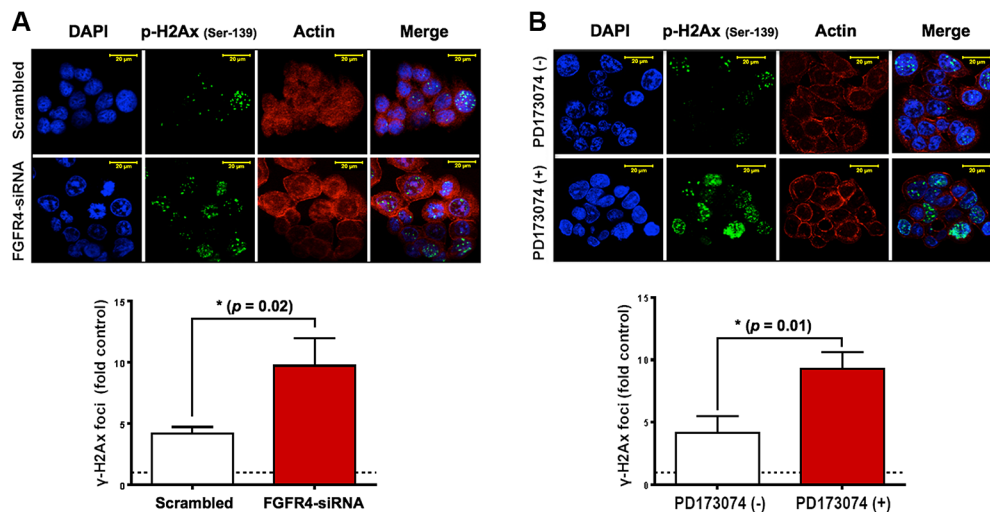 A
DAPI p-H2Ax (Ser-139) Actin Merge
Scrambled
20 µm 20 µm 20 µm 20 µm
FGFR4-siRNA
20 µm 20 µm 20 µm 20 µm
γ-H2Ax foci (fold control)
15
10
5
0
* (p = 0.02)
Scrambled FGFR4-siRNA
B
DAPI p-H2Ax (Ser-139) Actin Merge
PD173074 (-)
20 µm 20 µm 20 µm 20 µm
PD173074 (+)
20 µm 20 µm 20 µm 20 µm
γ-H2Ax foci (fold control)
15
10
5
0
* (p = 0.01)
PD173074 (-) PD173074 (+)